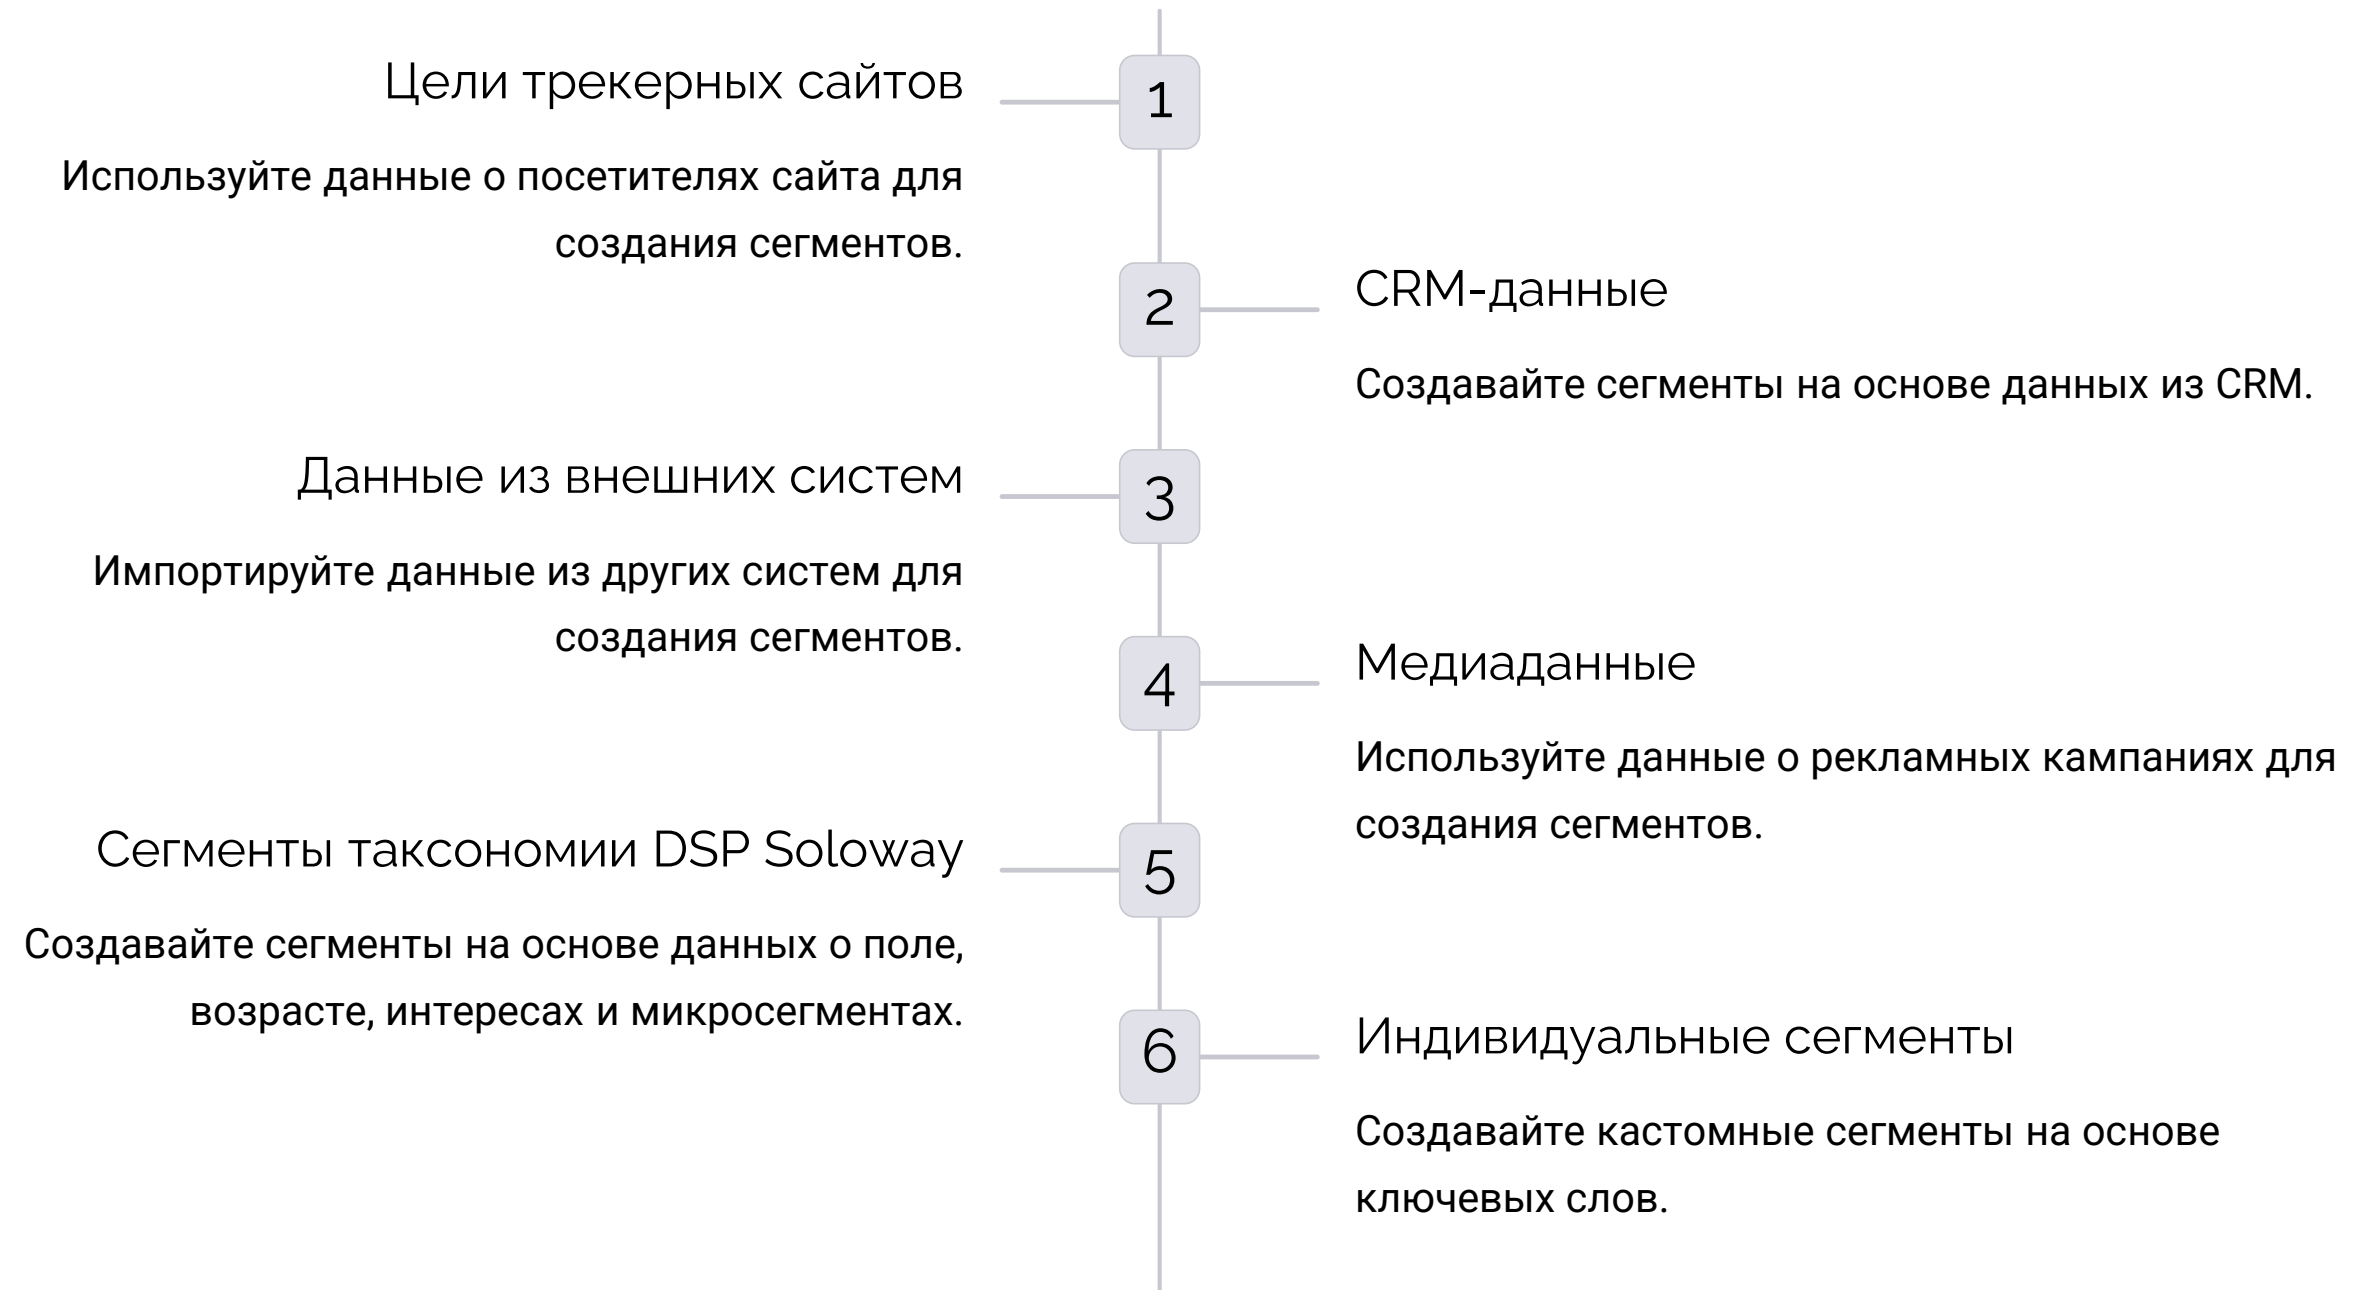 1
Цели трекерных сайтов
Используйте данные о посетителях сайта для
создания сегментов.
2
CRM-данные
Создавайте сегменты на основе данных из CRM.
3
Данные из внешних систем
Импортируйте данные из других систем для
создания сегментов.
4
Медиаданные
Используйте данные о рекламных кампаниях для
создания сегментов.
5
Сегменты таксономии DSP Soloway
Создавайте сегменты на основе данных о поле,
возрасте, интересах и микросегментах.
6
Индивидуальные сегменты
Создавайте кастомные сегменты на основе
ключевых слов.